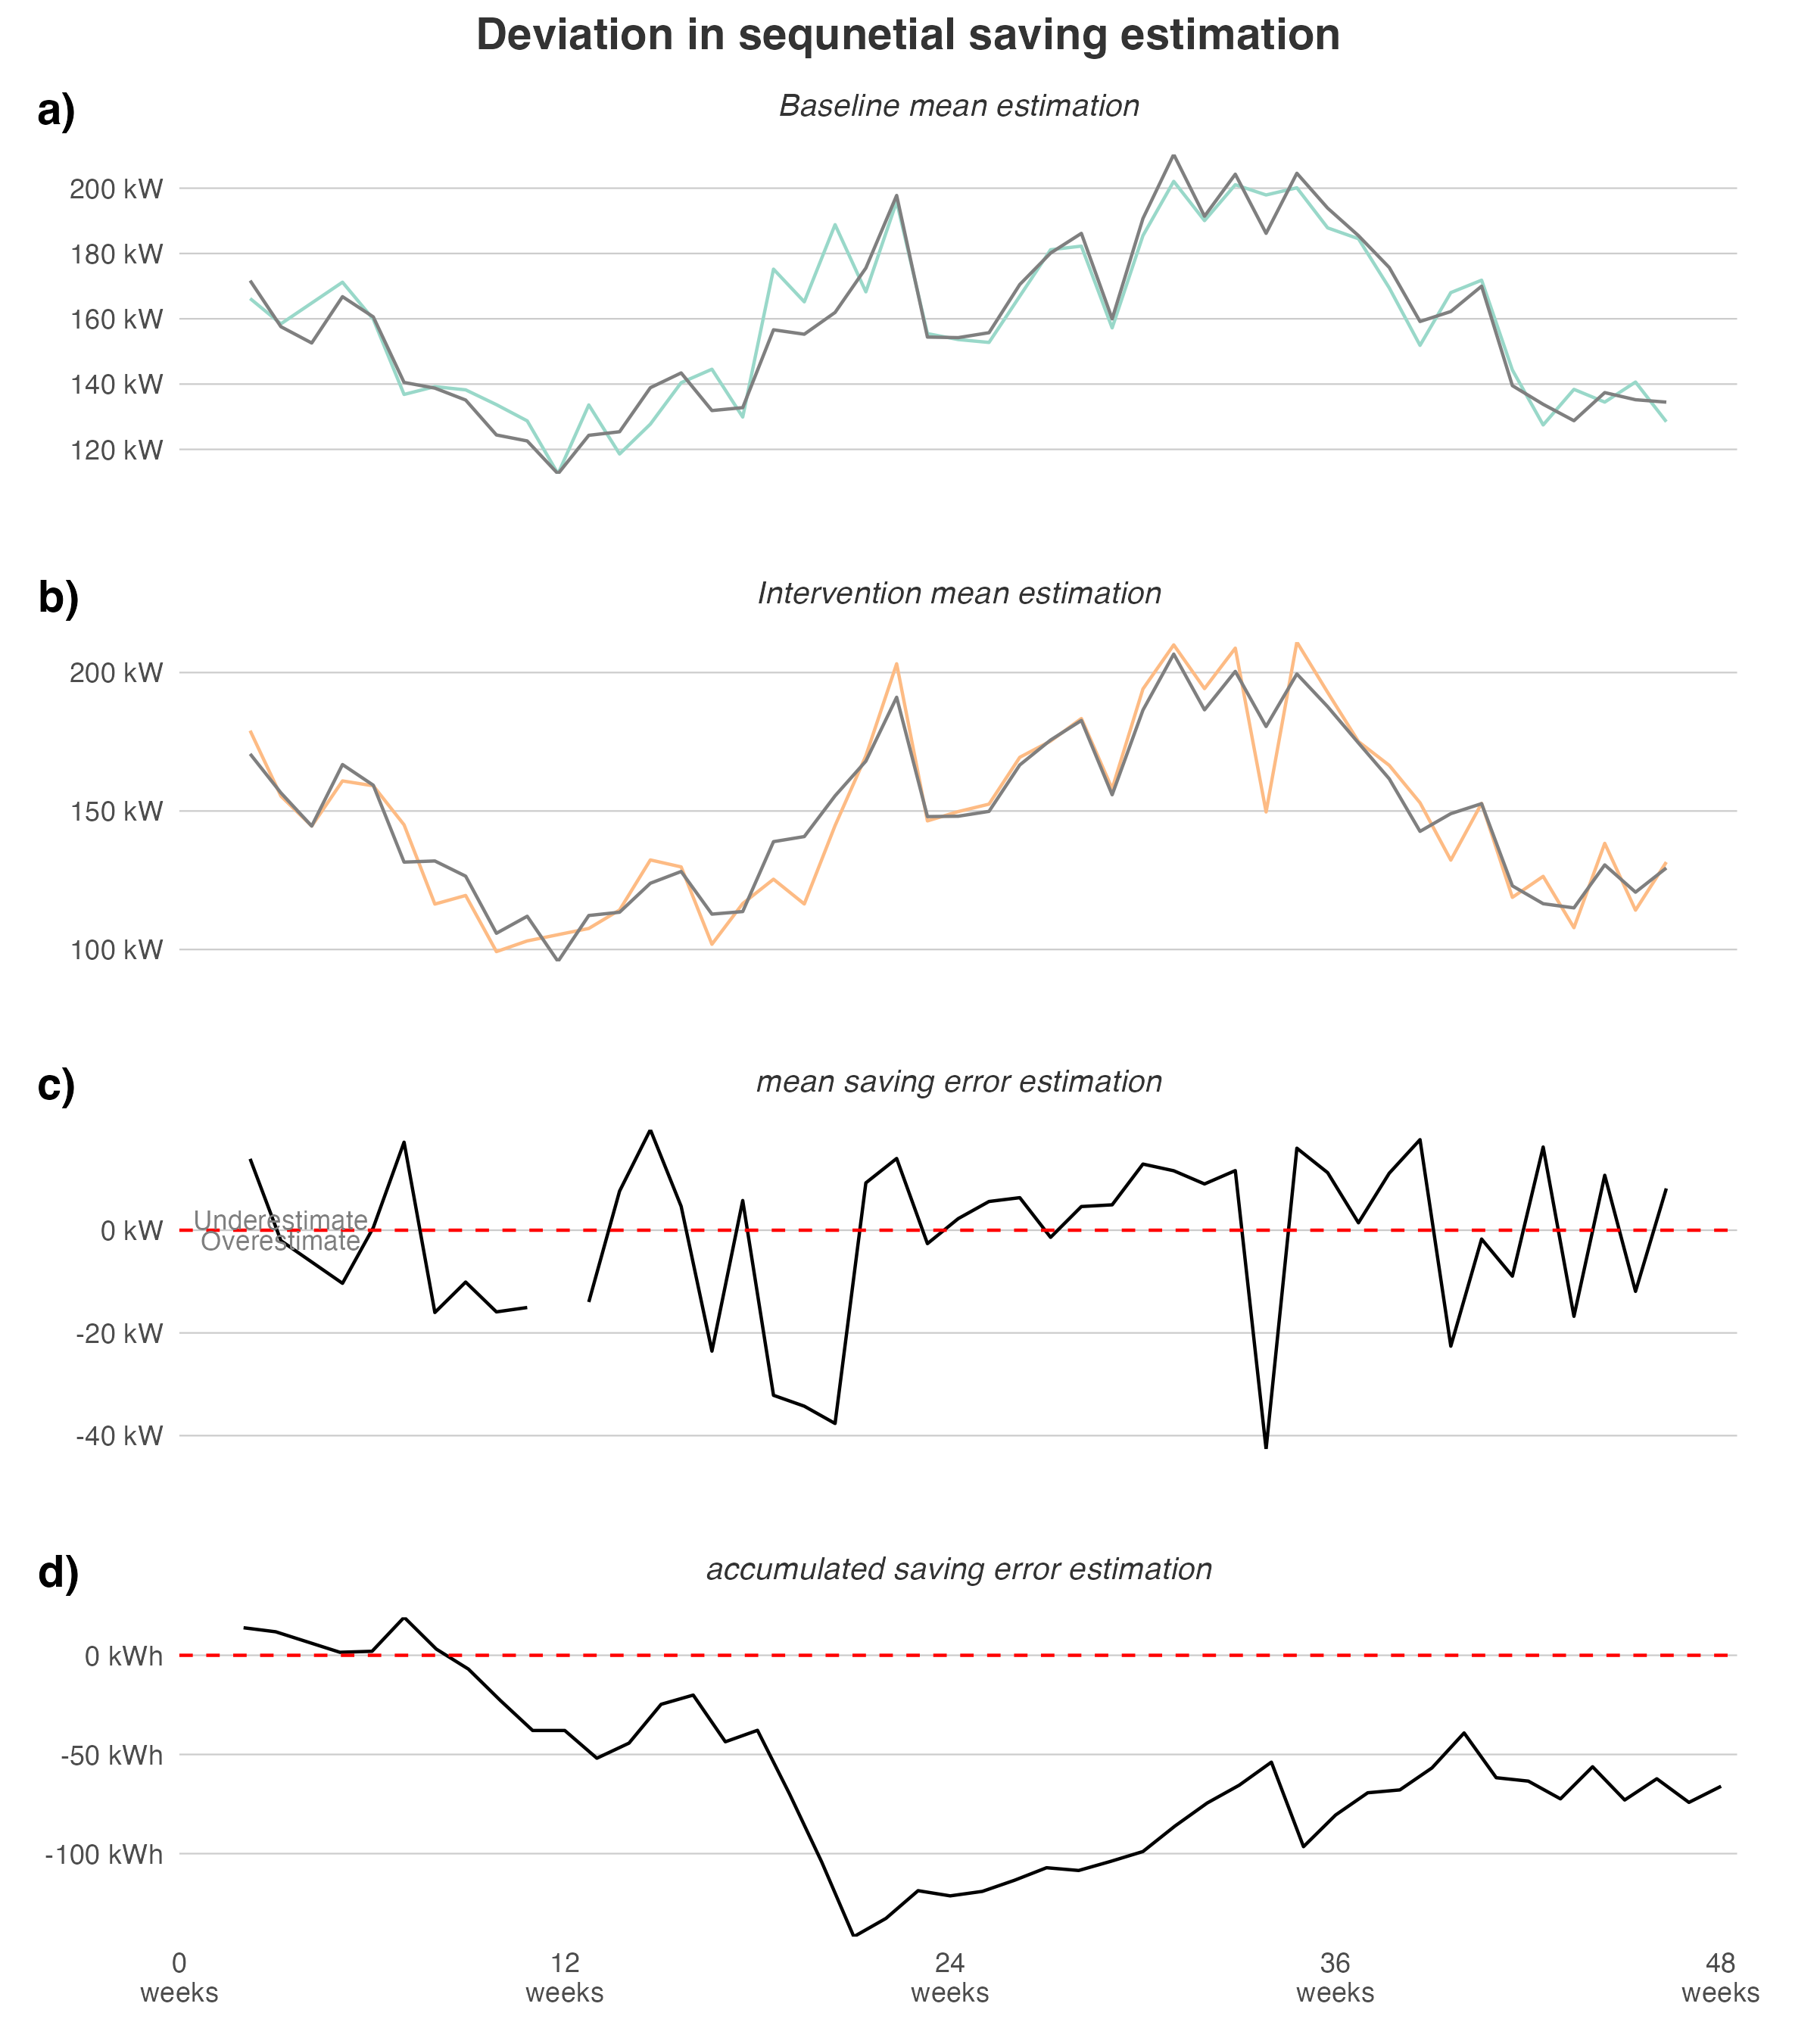 Deviation in sequnetial saving estimation
a)
Baseline mean estimation
200 kW
180 kW
160 kW
140 kW
120 kW
b)
Intervention mean estimation
200 kW
150 kW
100 kW
c)
mean saving error estimation
Underestimate
0 kW
Overestimate
-20 kW
-40 kW
d)
accumulated saving error estimation
0 kWh
-50 kWh
-100 kWh
0 12 24 36 48
weeks weeks weeks weeks weeks